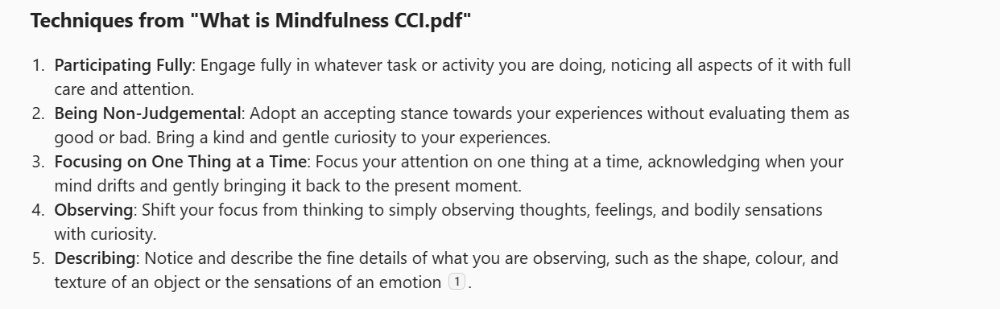 Techniques from "What is Mindfulness CCI.pdf"
1. Participating Fully: Engage fully in whatever task or activity you are doing, noticing all aspects of it with full
care and attention.
2. Being Non-Judgemental: Adopt an accepting stance towards your experiences without evaluating them as
good or bad. Bring a kind and gentle curiosity to your experiences.
3. Focusing on One Thing at a Time: Focus your attention on one thing at a time, acknowledging when your
mind drifts and gently bringing it back to the present moment.
4. Observing: Shift your focus from thinking to simply observing thoughts, feelings, and bodily sensations
with curiosity.
5. Describing: Notice and describe the fine details of what you are observing, such as the shape, colour, and
texture of an object or the sensations of an emotion 1 .